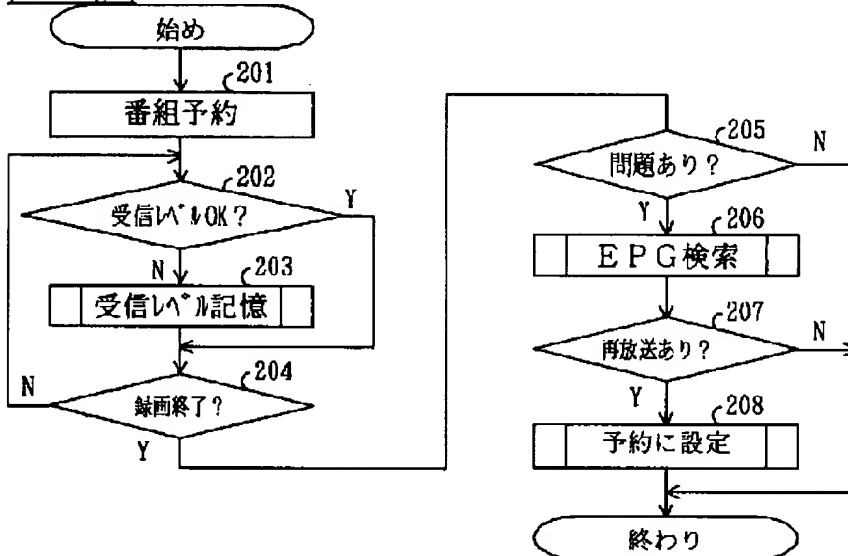 始め
201
番組予約
202
受信レベルOK?
Y
N
203
受信レベル記憶
204
N
録画終了?
Y
205
N
問題あり?
Y
206
EPG検索
207
N
再放送あり?
Y
208
予約に設定
終わり